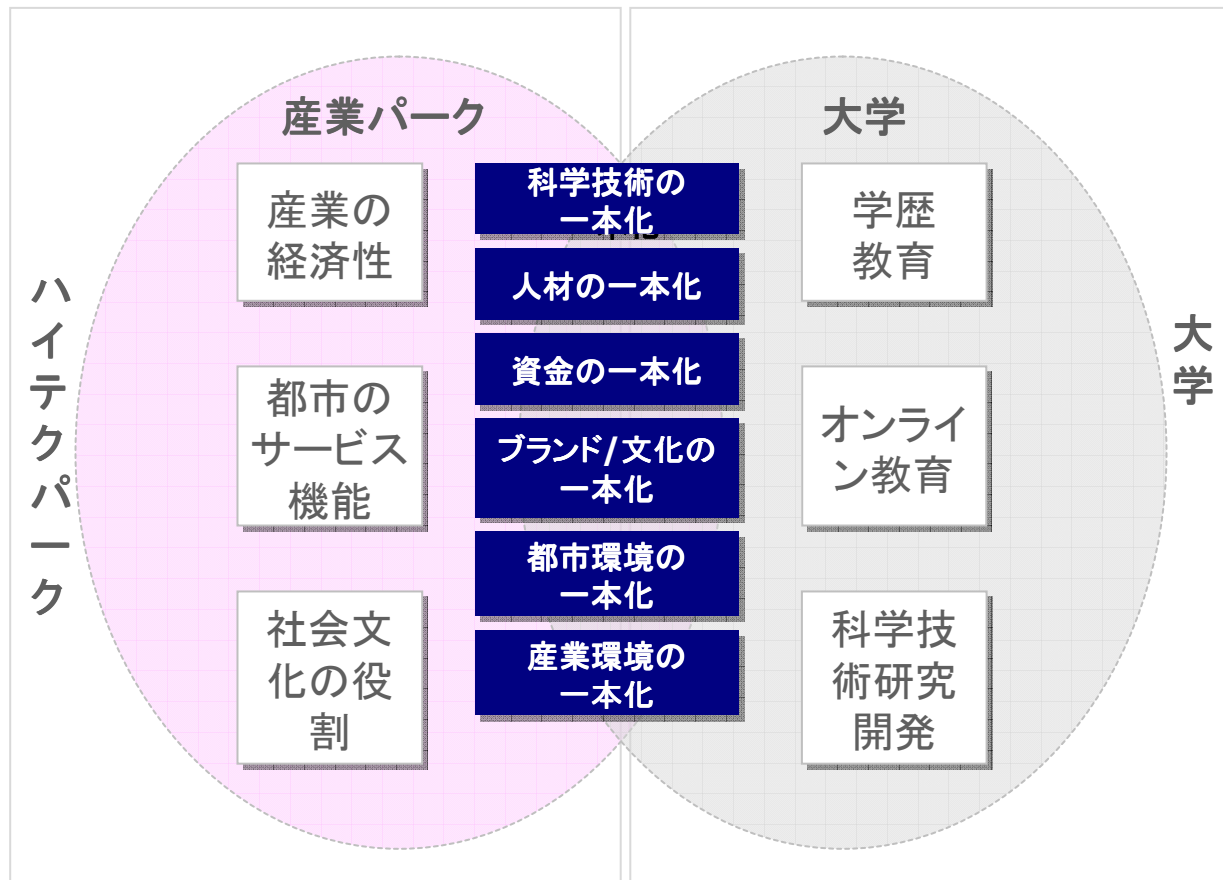 産業パーク
大学
ハイテクパーク
産業の
経済性
都市の
サービス
機能
社会文
化の役
割
科学技術の
一本化
人材の一本化
資金の一本化
ブランド/文化の
一本化
都市環境の
一本化
産業環境の
一本化
学歴
教育
オンライ
ン教育
科学技
術研究
開発
大学